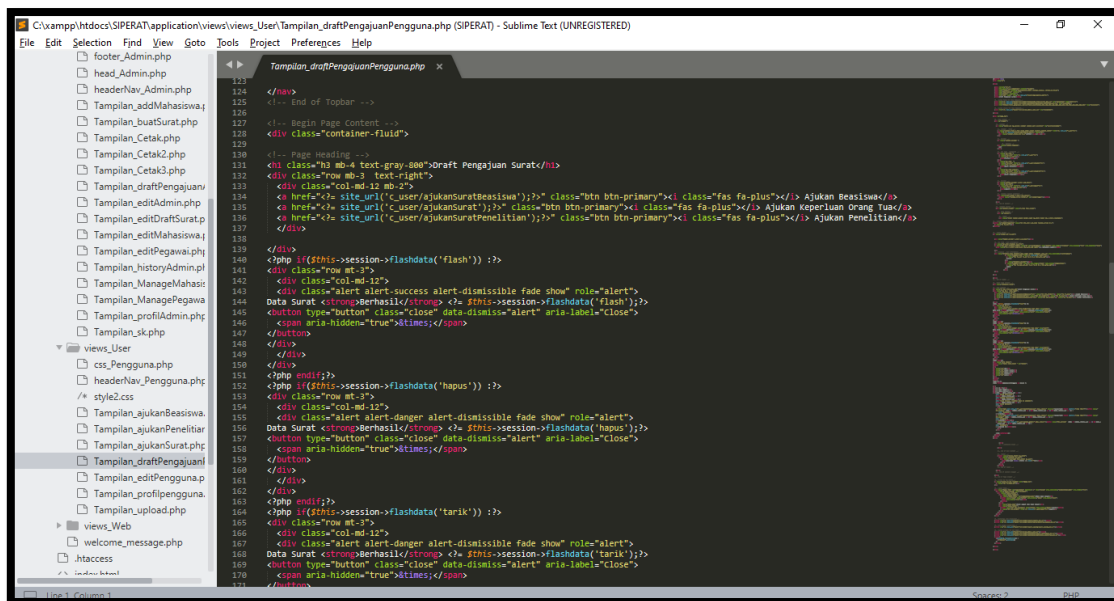 C:\xampp\htdocs\SIPERAT\application\views\views_User\Tampilan_draftPengajuanPengguna.php (SIPERAT) - Sublime Text (UNREGISTERED)
File Edit Selection Find View Goto Tools Project Preferences Help
footer_Admin.php
head_Admin.php
headerNav_Admin.php
Tampilan_addMahasiswa.p
Tampilan_buatSurat.php
Tampilan_Cetak.php
Tampilan_Cetak2.php
Tampilan_Cetak3.php
Tampilan_draftPengajuanA
Tampilan_editAdmin.php
Tampilan_editDraftSurat.p
Tampilan_editMahasiswa.p
Tampilan_editPegawai.php
Tampilan_historyAdmin.ph
Tampilan_ManageMahasis
Tampilan_ManagePegawa
Tampilan_profilAdmin.php
Tampilan_sk.php
views_User
css_Pengguna.php
headerNav_Pengguna.php
/* style2.css
Tampilan_ajukanBeasiswa.
Tampilan_ajukanPenelitian
Tampilan_ajukanSurat.php
Tampilan_draftPengajuanP
Tampilan_editPengguna.p
Tampilan_profilpengguna.
Tampilan_upload.php
views_Web
welcome_message.php
.htaccess
<> index.html
Tampilan_draftPengajuanPengguna.php ×
123
124 </nav>
125 <!-- End of Topbar -->
126
127 <!-- Begin Page Content -->
128 <div class="container-fluid">
129
130 <!-- Page Heading -->
131 <h1 class="h3 mb-4 text-gray-800">Draft Pengajuan Surat</h1>
132 <div class="row mb-3  text-right">
133 <div class="col-md-12 mb-2">
134 <a href="<?= site_url('c_user/ajukanSuratBeasiswa');?>" class="btn btn-primary"><i class="fas fa-plus"></i> Ajukan Beasiswa</a>
135 <a href="<?= site_url('c_user/ajukanSurat');?>" class="btn btn-primary"><i class="fas fa-plus"></i> Ajukan Keperluan Orang Tua</a>
136 <a href="<?= site_url('c_user/ajukanSuratPenelitian');?>" class="btn btn-primary"><i class="fas fa-plus"></i> Ajukan Penelitian</a>
137 </div>
138
139 </div>
140 <?php if($this->session->flashdata('flash')) :?>
141 <div class="row mt-3">
142 <div class="col-md-12">
143 <div class="alert alert-success alert-dismissible fade show" role="alert">
144 Data Surat <strong>Berhasil</strong> <?= $this->session->flashdata('flash');?>
145 <button type="button" class="close" data-dismiss="alert" aria-label="Close">
146 <span aria-hidden="true">&times;</span>
147 </button>
148 </div>
149 </div>
150 </div>
151 <?php endif;?>
152 <?php if($this->session->flashdata('hapus')) :?>
153 <div class="row mt-3">
154 <div class="col-md-12">
155 <div class="alert alert-danger alert-dismissible fade show" role="alert">
156 Data Surat <strong>Berhasil</strong> <?= $this->session->flashdata('hapus');?>
157 <button type="button" class="close" data-dismiss="alert" aria-label="Close">
158 <span aria-hidden="true">&times;</span>
159 </button>
160 </div>
161 </div>
162 </div>
163 <?php endif;?>
164 <?php if($this->session->flashdata('tarik')) :?>
165 <div class="row mt-3">
166 <div class="col-md-12">
167 <div class="alert alert-danger alert-dismissible fade show" role="alert">
168 Data Surat <strong>Berhasil</strong> <?= $this->session->flashdata('tarik');?>
169 <button type="button" class="close" data-dismiss="alert" aria-label="Close">
170 <span aria-hidden="true">&times;</span>
171 </button>
Line 1, Column 1
Spaces: 2
PHP